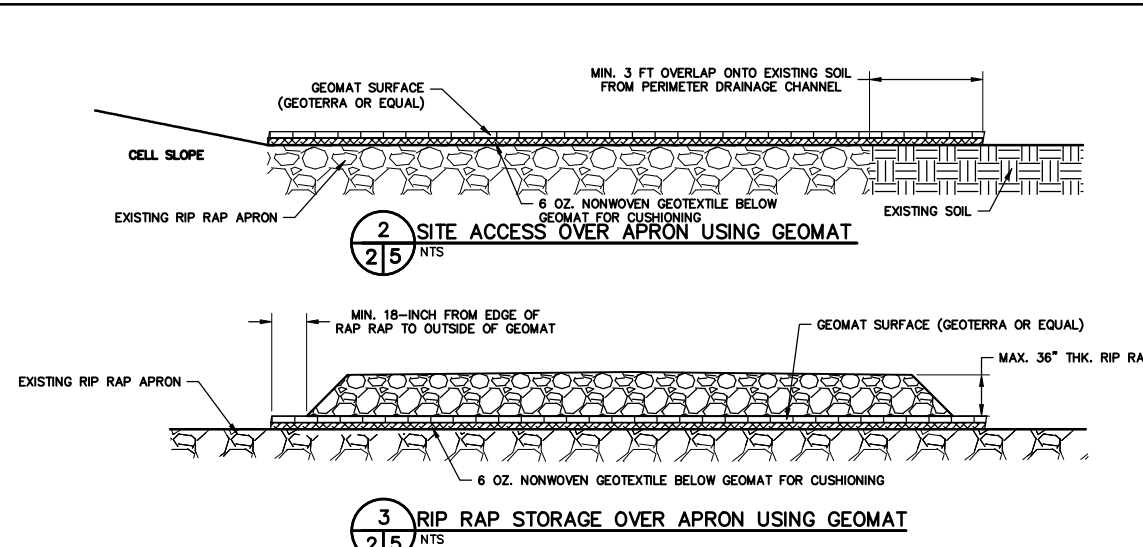 GEOMAT SURFACE
(GEOTERRA OR EQUAL)
MIN. 3 FT OVERLAP ONTO EXISTING SOIL
FROM PERIMETER DRAINAGE CHANNEL
CELL SLOPE
EXISTING RIP RAP APRON
6 OZ. NONWOVEN GEOTEXTILE BELOW
GEOMAT FOR CUSHIONING
EXISTING SOIL
2
2 5
SITE ACCESS OVER APRON USING GEOMAT
NTS
MIN. 18-INCH FROM EDGE OF
RAP RAP TO OUTSIDE OF GEOMAT
GEOMAT SURFACE (GEOTERRA OR EQUAL)
MAX. 36" THK. RIP RA
EXISTING RIP RAP APRON
6 OZ. NONWOVEN GEOTEXTILE BELOW GEOMAT FOR CUSHIONING
3
2 5
RIP RAP STORAGE OVER APRON USING GEOMAT
NTS